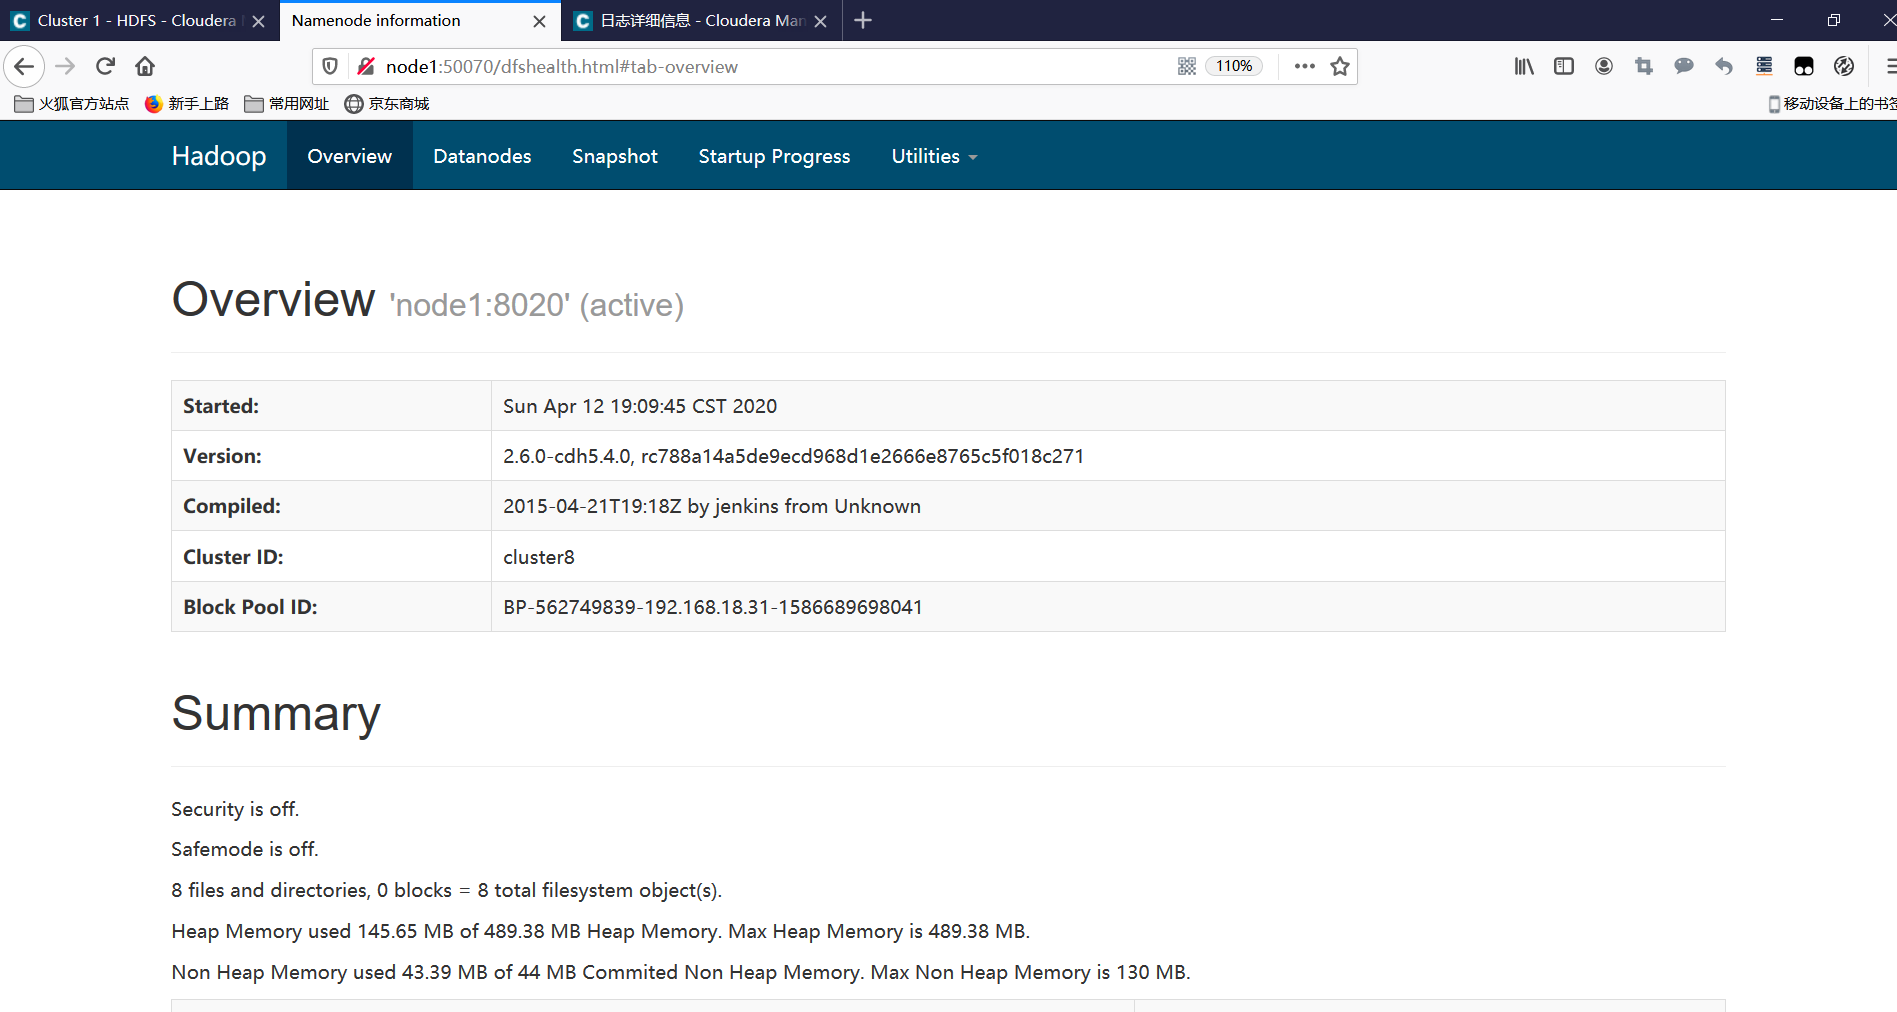 Cluster 1 - HDFS - Cloudera
Namenode information
日志详细信息 - Cloudera Man
node1:50070/dfshealth.html#tab-overview
110%
火狐官方站点
新手上路
常用网址
京东商城
移动设备上的书签
Hadoop
Overview
Datanodes
Snapshot
Startup Progress
Utilities
Overview 'node1:8020' (active)
Started: Sun Apr 12 19:09:45 CST 2020
Version: 2.6.0-cdh5.4.0, rc788a14a5de9ecd968d1e2666e8765c5f018c271
Compiled: 2015-04-21T19:18Z by jenkins from Unknown
Cluster ID: cluster8
Block Pool ID: BP-562749839-192.168.18.31-1586689698041
Summary
Security is off.
Safemode is off.
8 files and directories, 0 blocks = 8 total filesystem object(s).
Heap Memory used 145.65 MB of 489.38 MB Heap Memory. Max Heap Memory is 489.38 MB.
Non Heap Memory used 43.39 MB of 44 MB Commited Non Heap Memory. Max Non Heap Memory is 130 MB.